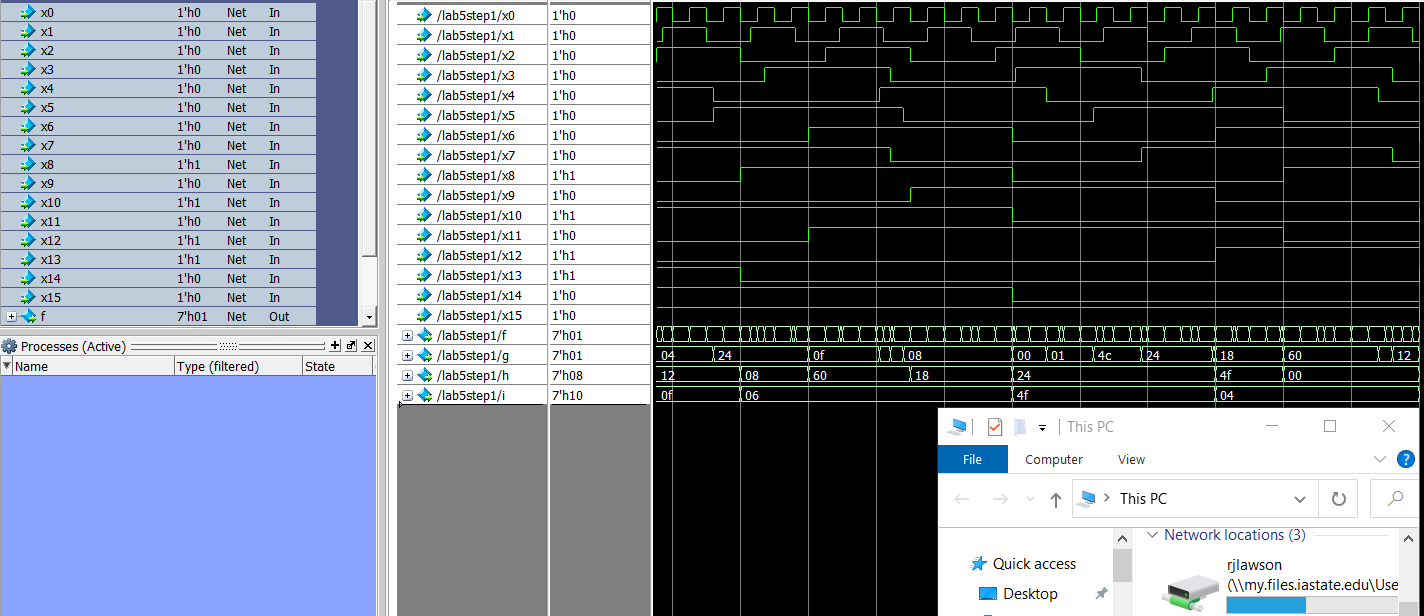 x0 1'h0 Net In
x1 1'h0 Net In
x2 1'h0 Net In
x3 1'h0 Net In
x4 1'h0 Net In
x5 1'h0 Net In
x6 1'h0 Net In
x7 1'h0 Net In
x8 1'h1 Net In
x9 1'h0 Net In
x10 1'h1 Net In
x11 1'h0 Net In
x12 1'h1 Net In
x13 1'h1 Net In
x14 1'h0 Net In
x15 1'h0 Net In
f 7'h01 Net Out
Processes (Active)
Name Type (filtered) State
/lab5step1/x0 1'h0
/lab5step1/x1 1'h0
/lab5step1/x2 1'h0
/lab5step1/x3 1'h0
/lab5step1/x4 1'h0
/lab5step1/x5 1'h0
/lab5step1/x6 1'h0
/lab5step1/x7 1'h0
/lab5step1/x8 1'h1
/lab5step1/x9 1'h0
/lab5step1/x10 1'h1
/lab5step1/x11 1'h0
/lab5step1/x12 1'h1
/lab5step1/x13 1'h1
/lab5step1/x14 1'h0
/lab5step1/x15 1'h0
/lab5step1/f 7'h01
/lab5step1/g 7'h01 04 24 0f 08 00 01 4c 24 18 60 12
/lab5step1/h 7'h08 12 08 60 18 24 4f 00
/lab5step1/i 7'h10 0f 06 4f 04
This PC
File Computer View
This PC
Quick access
Desktop
Network locations (3)
rjlawson
(\\my.files.iastate.edu\Use